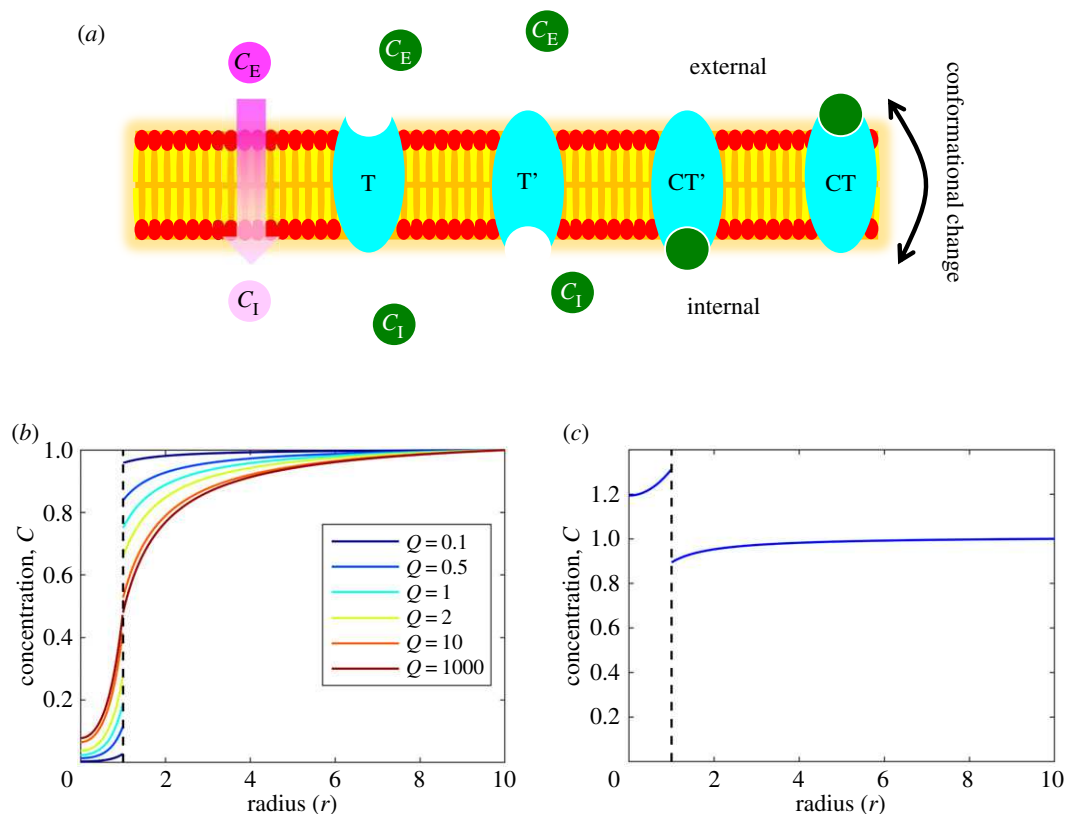 (a)
C_E
C_E
C_E
external
T
T'
CT'
CT
conformational change
C_I
C_I
C_I
internal
(b)
1.0
0.8
0.6
0.4
0.2
0
2
4
6
8
10
concentration, C
radius (r)
Q = 0.1
Q = 0.5
Q = 1
Q = 2
Q = 10
Q = 1000
(c)
1.2
1.0
0.8
0.6
0.4
0.2
0
2
4
6
8
10
concentration, C
radius (r)